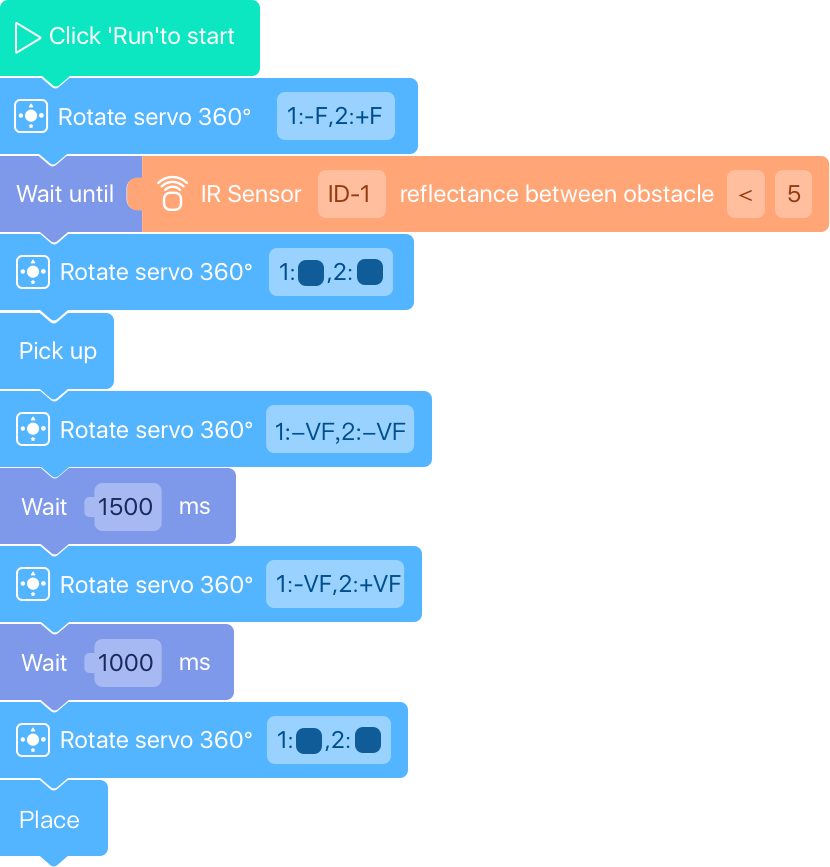 Click 'Run'to start
Rotate servo 360° 1:-F,2:+F
Wait until IR Sensor ID-1 reflectance between obstacle < 5
Rotate servo 360° 1: ,2:
Pick up
Rotate servo 360° 1:–VF,2:–VF
Wait 1500 ms
Rotate servo 360° 1:-VF,2:+VF
Wait 1000 ms
Rotate servo 360° 1: ,2:
Place